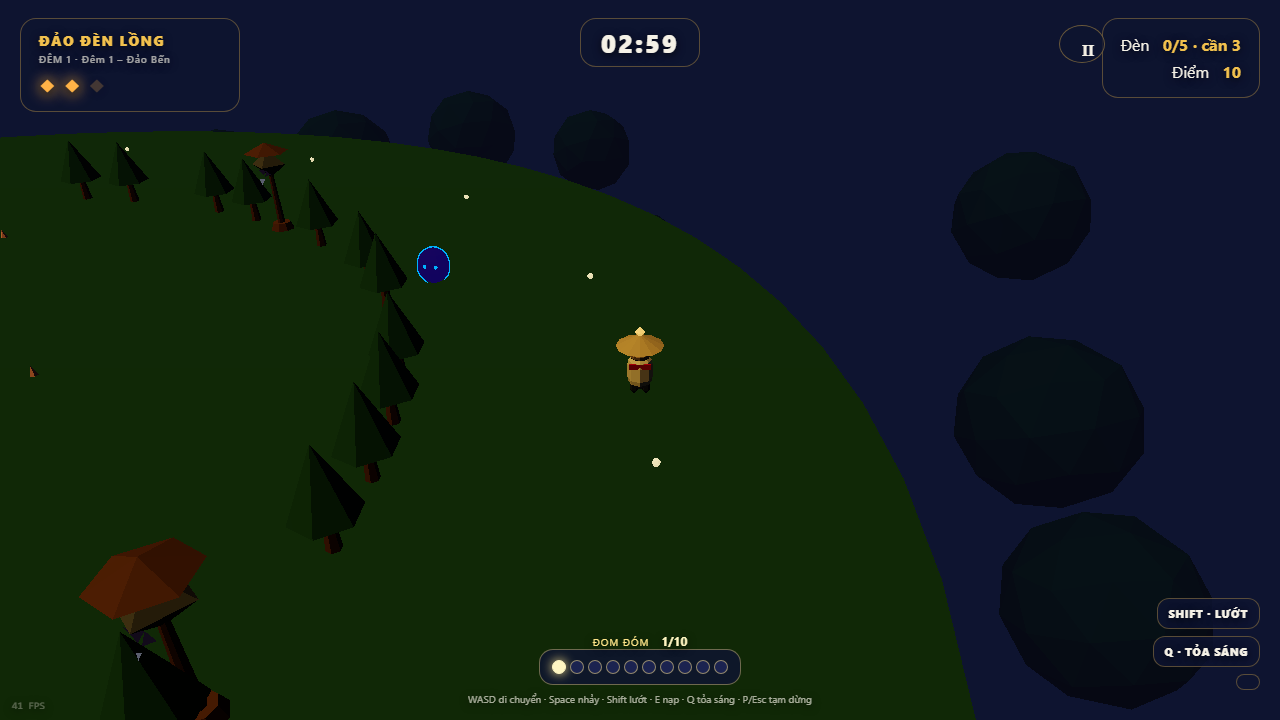 ĐẢO ĐÈN LỒNG
ĐÊM 1 · Đêm 1 – Đảo Bến
02:59
II
Đèn 0/5 · cần 3
Điểm 10
SHIFT · LƯỚT
Q · TỎA SÁNG
ĐOM ĐÓM 1/10
WASD di chuyển · Space nhảy · Shift lướt · E nạp · Q tỏa sáng · P/Esc tạm dừng
41 FPS